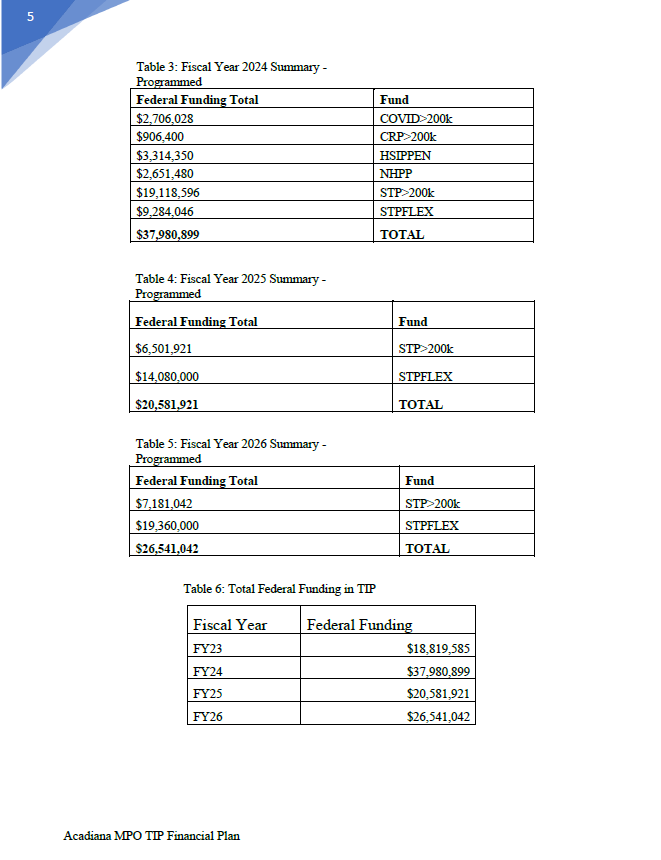 5
Table 3: Fiscal Year 2024 Summary -
Programmed
Federal Funding Total Fund
$2,706,028 COVID>200k
$906,400 CRP>200k
$3,314,350 HSIPPEN
$2,651,480 NHPP
$19,118,596 STP>200k
$9,284,046 STPFLEX
$37,980,899 TOTAL
Table 4: Fiscal Year 2025 Summary -
Programmed
Federal Funding Total Fund
$6,501,921 STP>200k
$14,080,000 STPFLEX
$20,581,921 TOTAL
Table 5: Fiscal Year 2026 Summary -
Programmed
Federal Funding Total Fund
$7,181,042 STP>200k
$19,360,000 STPFLEX
$26,541,042 TOTAL
Table 6: Total Federal Funding in TIP
Fiscal Year Federal Funding
FY23 $18,819,585
FY24 $37,980,899
FY25 $20,581,921
FY26 $26,541,042
Acadiana MPO TIP Financial Plan